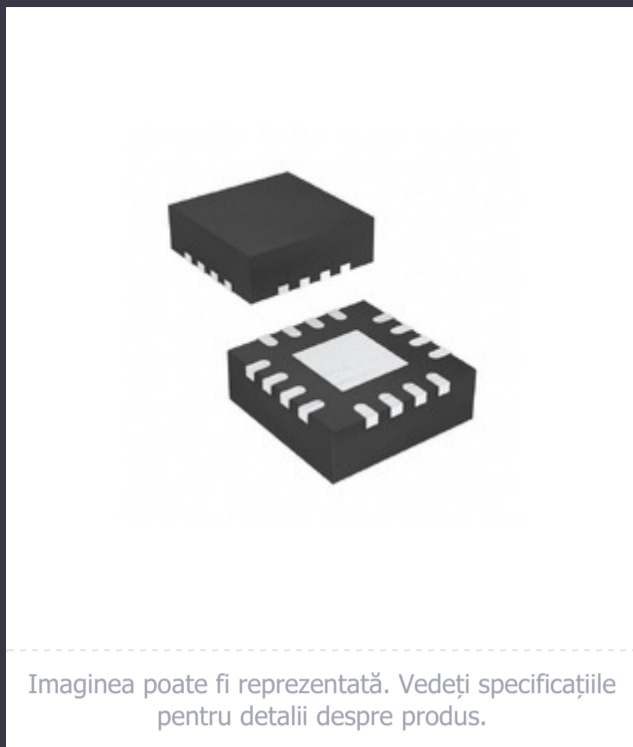 Imaginea poate fi reprezentată. Vedeți specificațiile
pentru detalii despre produs.